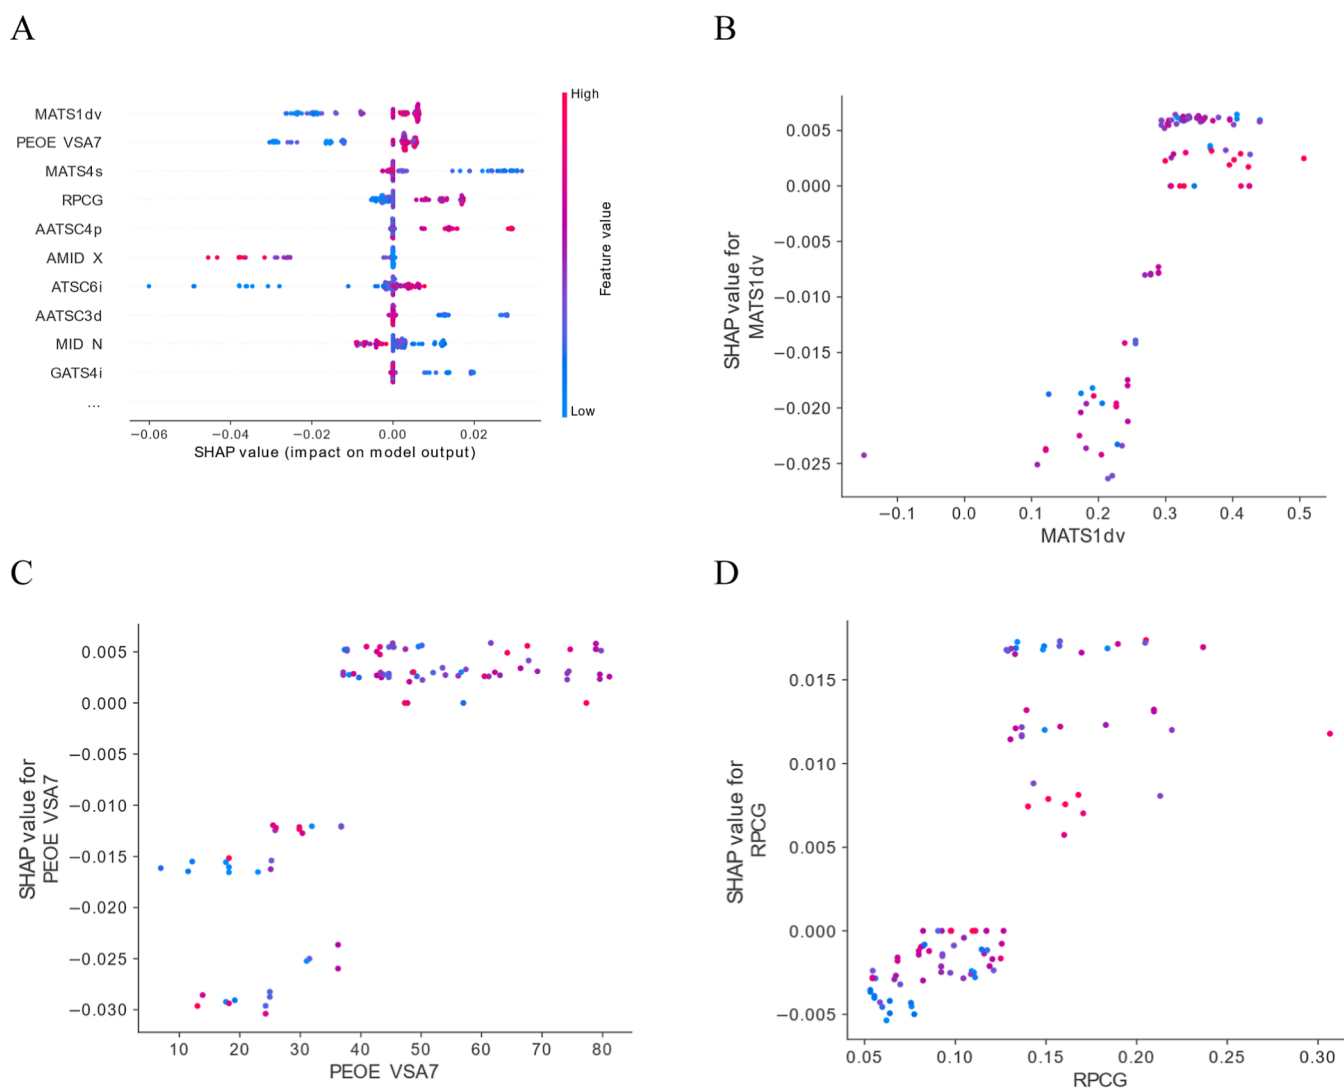 A
MATS1dv
PEOE VSA7
MATS4s
RPCG
AATSC4p
AMID X
ATSC6i
AATSC3d
MID N
GATS4i
...
−0.06 −0.04 −0.02 0.00 0.02
SHAP value (impact on model output)
High
Feature value
Low
B
0.005
0.000
−0.005
−0.010
−0.015
−0.020
−0.025
SHAP value for
MATS1dv
−0.1 0.0 0.1 0.2 0.3 0.4 0.5
MATS1dv
C
0.005
0.000
−0.005
−0.010
−0.015
−0.020
−0.025
−0.030
SHAP value for
PEOE VSA7
10 20 30 40 50 60 70 80
PEOE VSA7
D
0.015
0.010
0.005
0.000
−0.005
SHAP value for
RPCG
0.05 0.10 0.15 0.20 0.25 0.30
RPCG